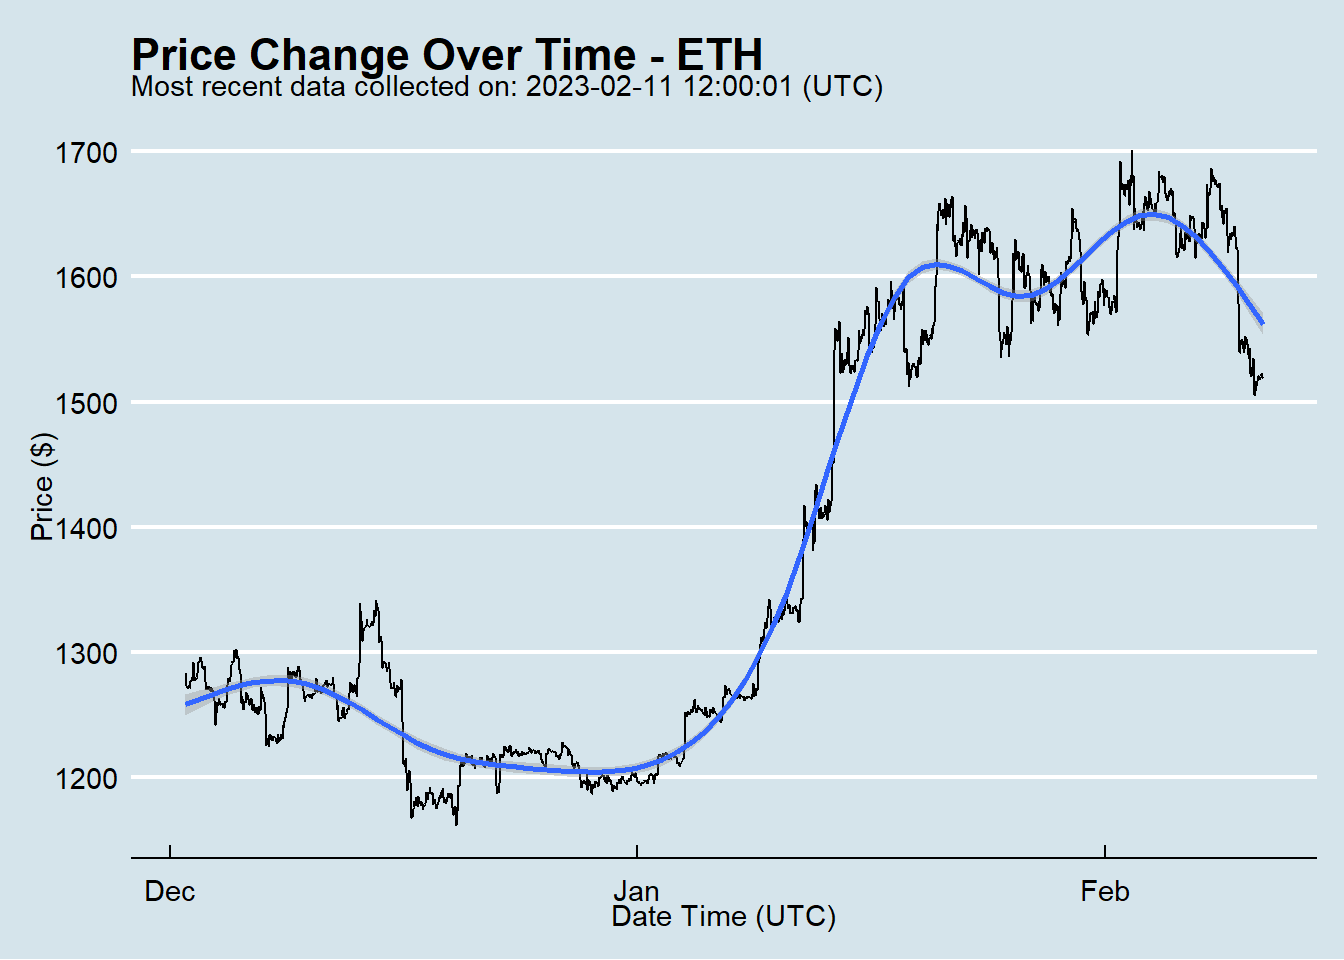 Price Change Over Time - ETH
Most recent data collected on: 2023-02-11 12:00:01 (UTC)
1700
1600
1500
1400
1300
1200
Price ($)
Dec
Jan
Feb
Date Time (UTC)